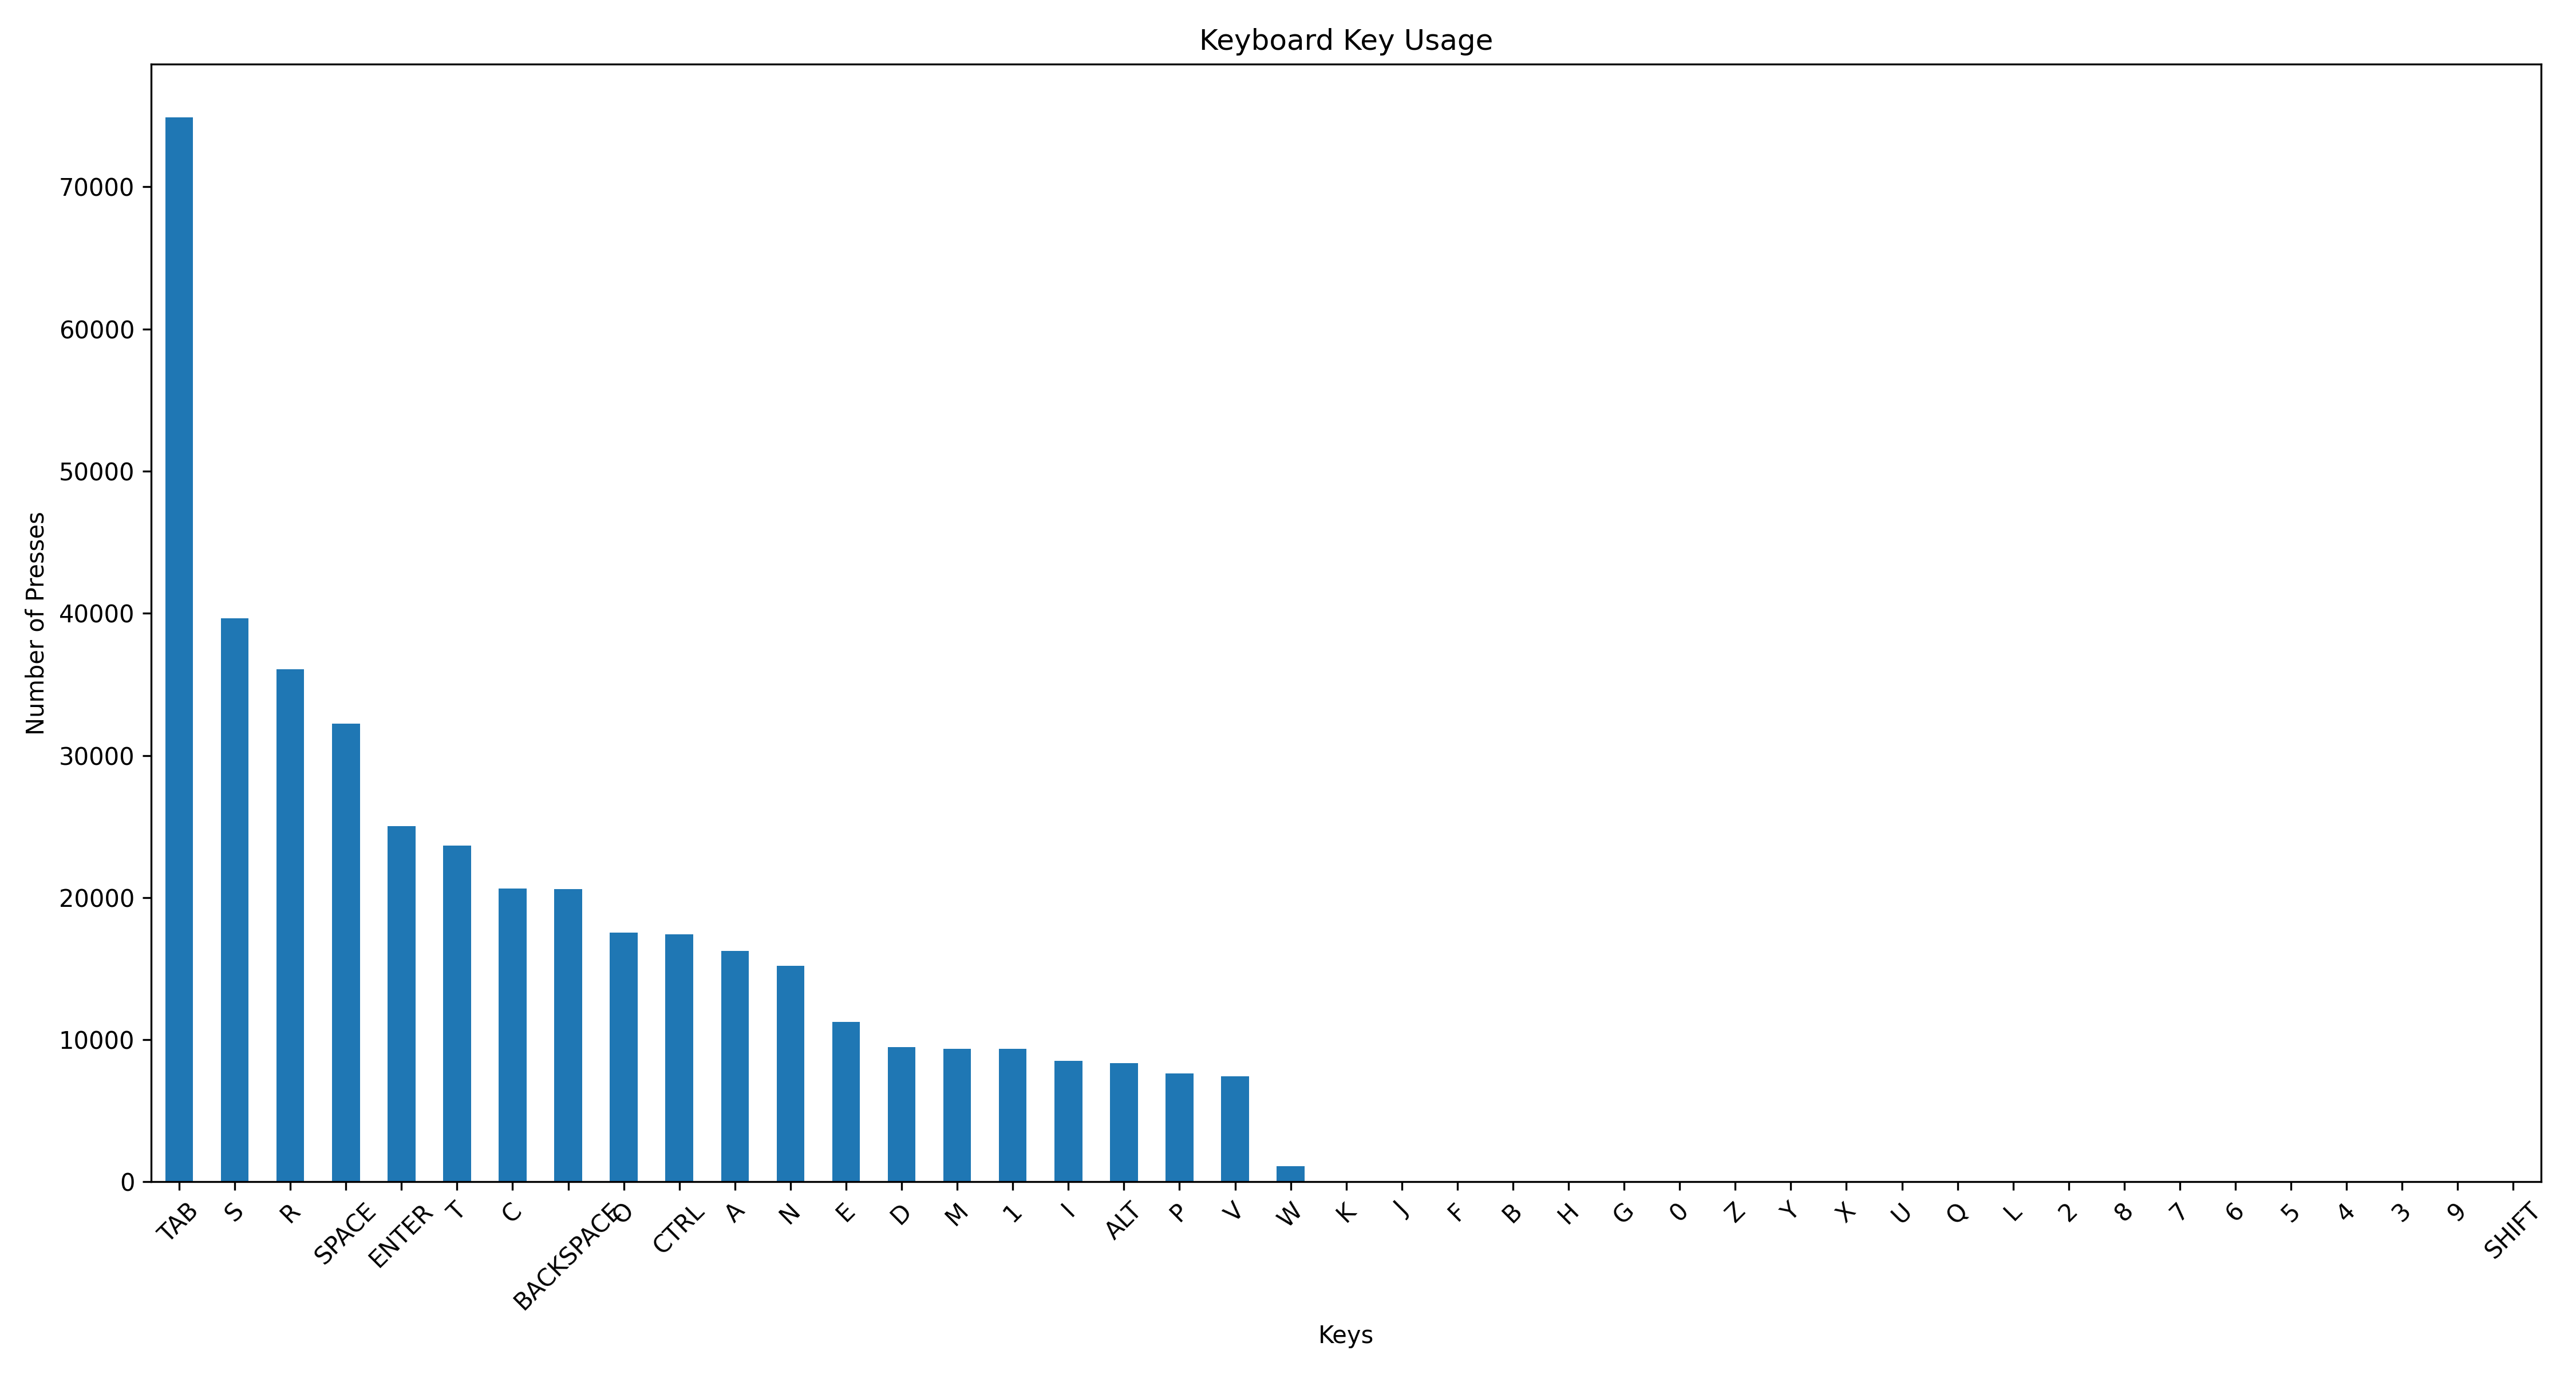 Keyboard Key Usage
Number of Presses
70000
60000
50000
40000
30000
20000
10000
0
TAB
S
R
SPACE
ENTER
T
C
BACKSPACE
O
CTRL
A
N
E
D
M
1
I
ALT
P
V
W
K
J
F
B
H
G
0
Z
Y
X
U
Q
L
2
8
7
6
5
4
3
9
SHIFT
Keys